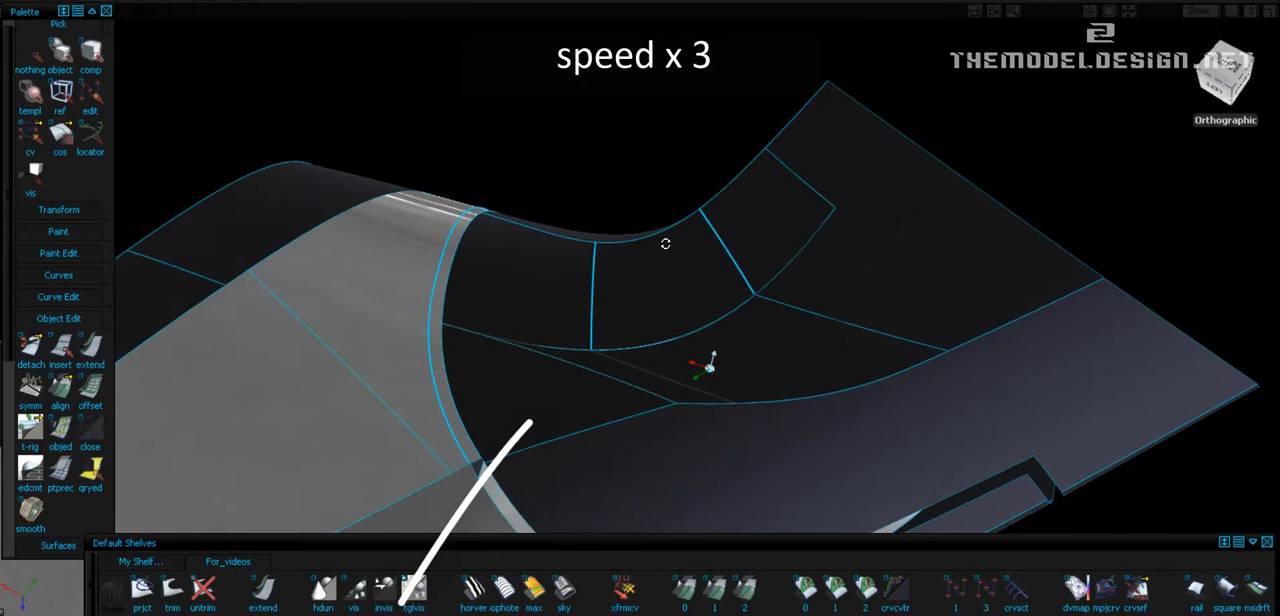 Palette
Show
speed x 3
THEMODELDESIGN.NET
Orthographic
Pick
nothing object comp
templ ref edit
cv cos locator
vis
Transform
Paint
Paint Edit
Curves
Curve Edit
Object Edit
detach insert extend
symm align offset
t-rig objed close
edcmt ptprec qryed
smooth
Surfaces
Default Shelves
My Shelf... For_videos
Trash prjct trim untrim extend hdun vis invis tglvis horver xphote max sky xfrmcv 0 1 2 0 1 2 crvcvtr 1 3 crvsct dvmap mpjcrv crvsrf rail square msdrft